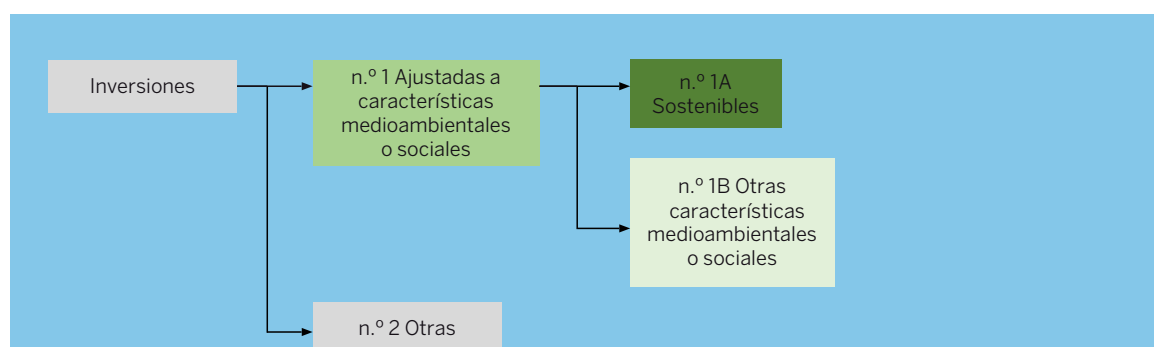 Inversiones
n.º 1 Ajustadas a
características
medioambientales
o sociales
n.º 1A
Sostenibles
n.º 1B Otras
características
medioambientales
o sociales
n.º 2 Otras